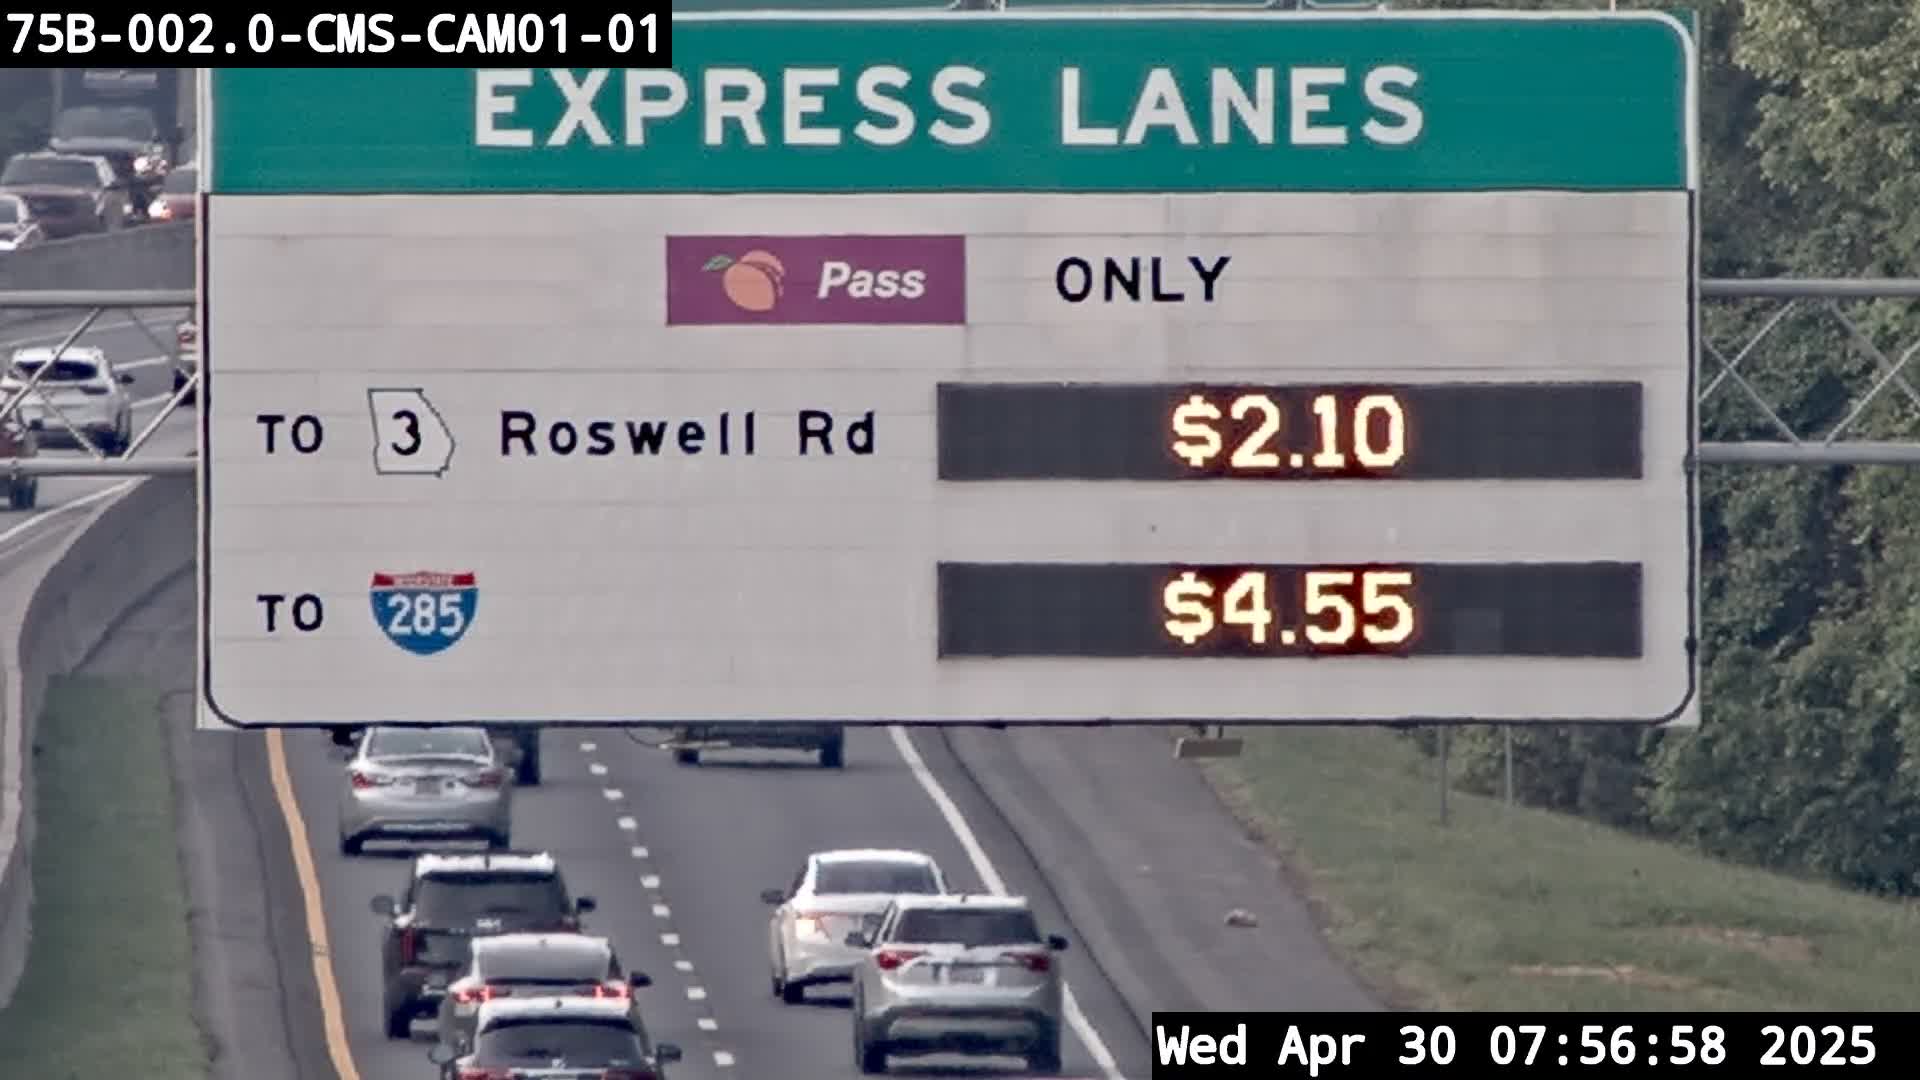 75B-002.0-CMS-CAM01-01
EXPRESS LANES
Pass ONLY
TO 3 Roswell Rd $2.10
TO INTERSTATE 285 $4.55
Wed Apr 30 07:56:58 2025